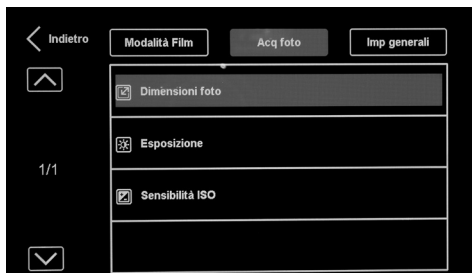 Indietro
Modalità Film
Acq foto
Imp generali
Dimensioni foto
Esposizione
1/1
Sensibilità ISO